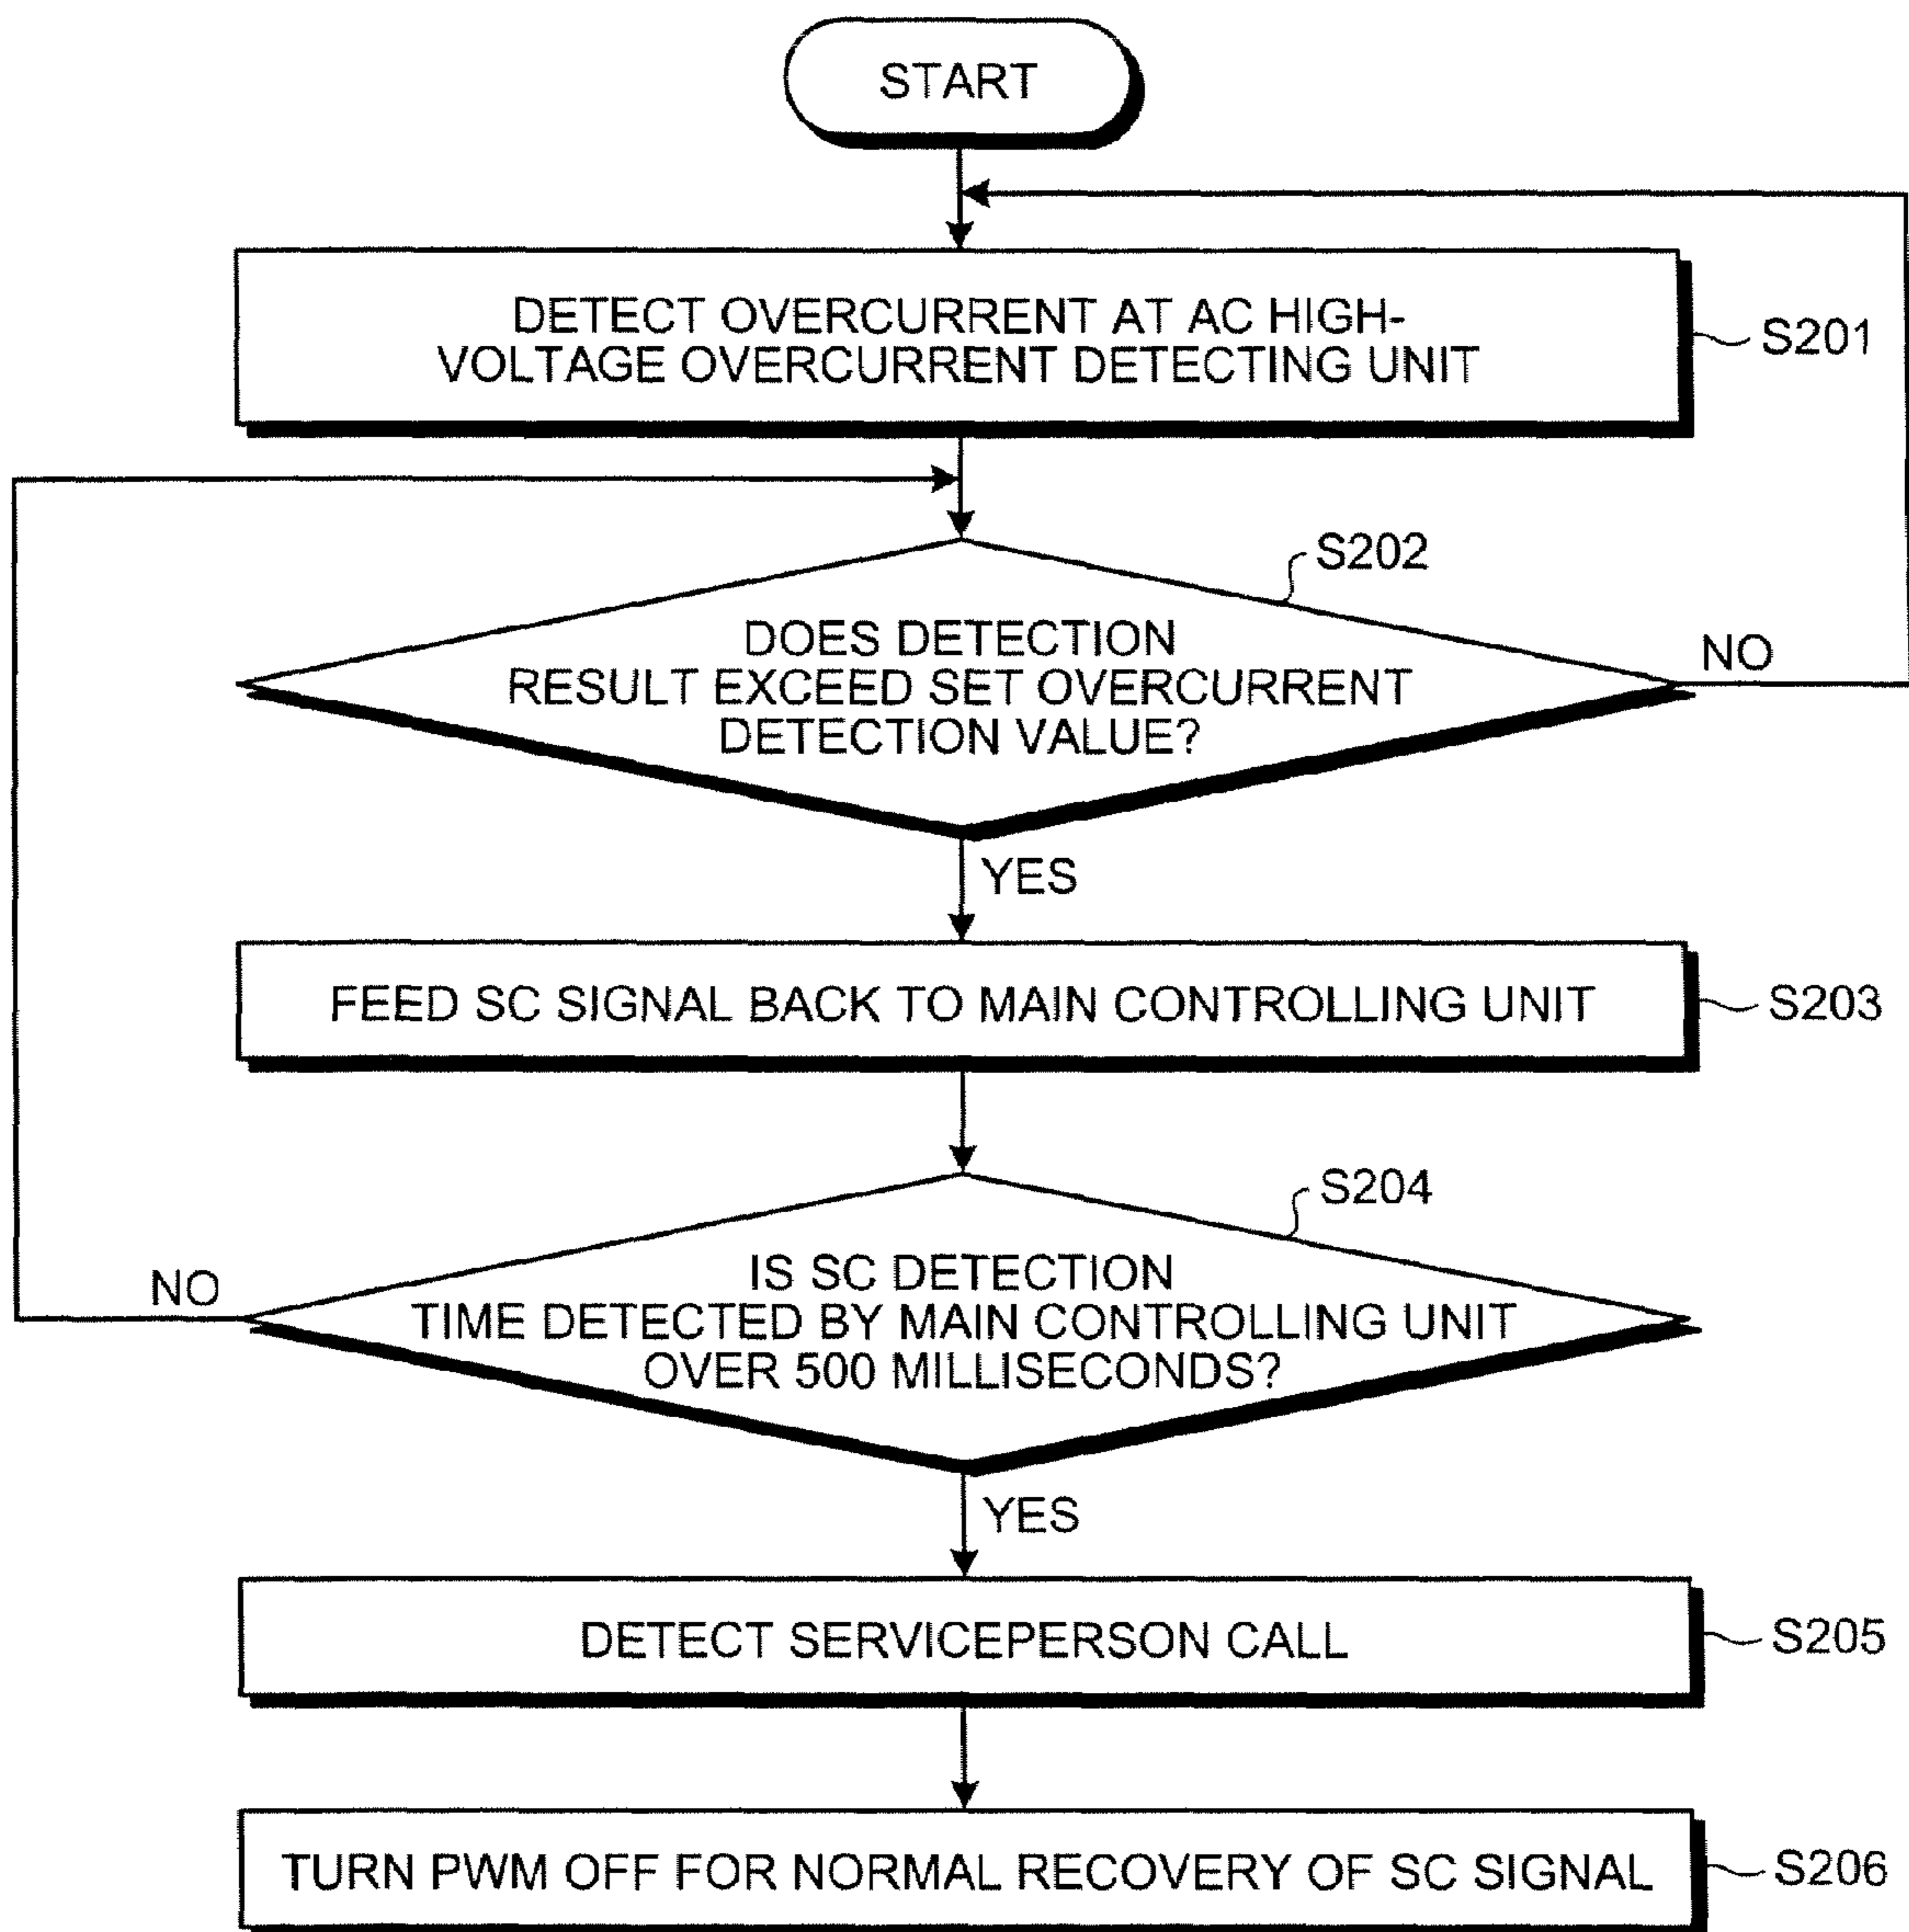 START
DETECT OVERCURRENT AT AC HIGH-
VOLTAGE OVERCURRENT DETECTING UNIT
S201
S202
DOES DETECTION
RESULT EXCEED SET OVERCURRENT
DETECTION VALUE?
NO
YES
FEED SC SIGNAL BACK TO MAIN CONTROLLING UNIT
S203
S204
IS SC DETECTION
TIME DETECTED BY MAIN CONTROLLING UNIT
OVER 500 MILLISECONDS?
NO
YES
DETECT SERVICEPERSON CALL
S205
TURN PWM OFF FOR NORMAL RECOVERY OF SC SIGNAL
S206